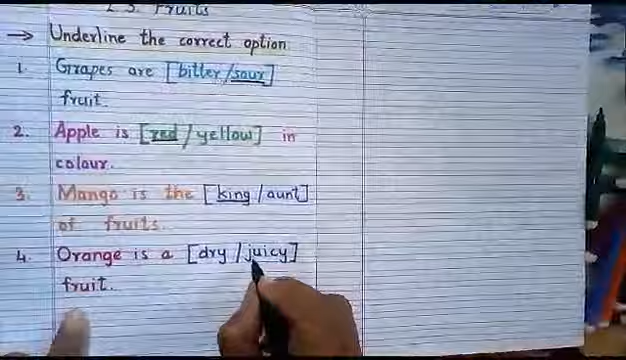 L 3. Fruits
→ Underline the correct option
1. Grapes are [bitter/sour]
fruit.
2. Apple is [red/yellow] in
colour.
3. Mango is the [king/aunt]
of fruits.
4. Orange is a [dry/juicy]
fruit.